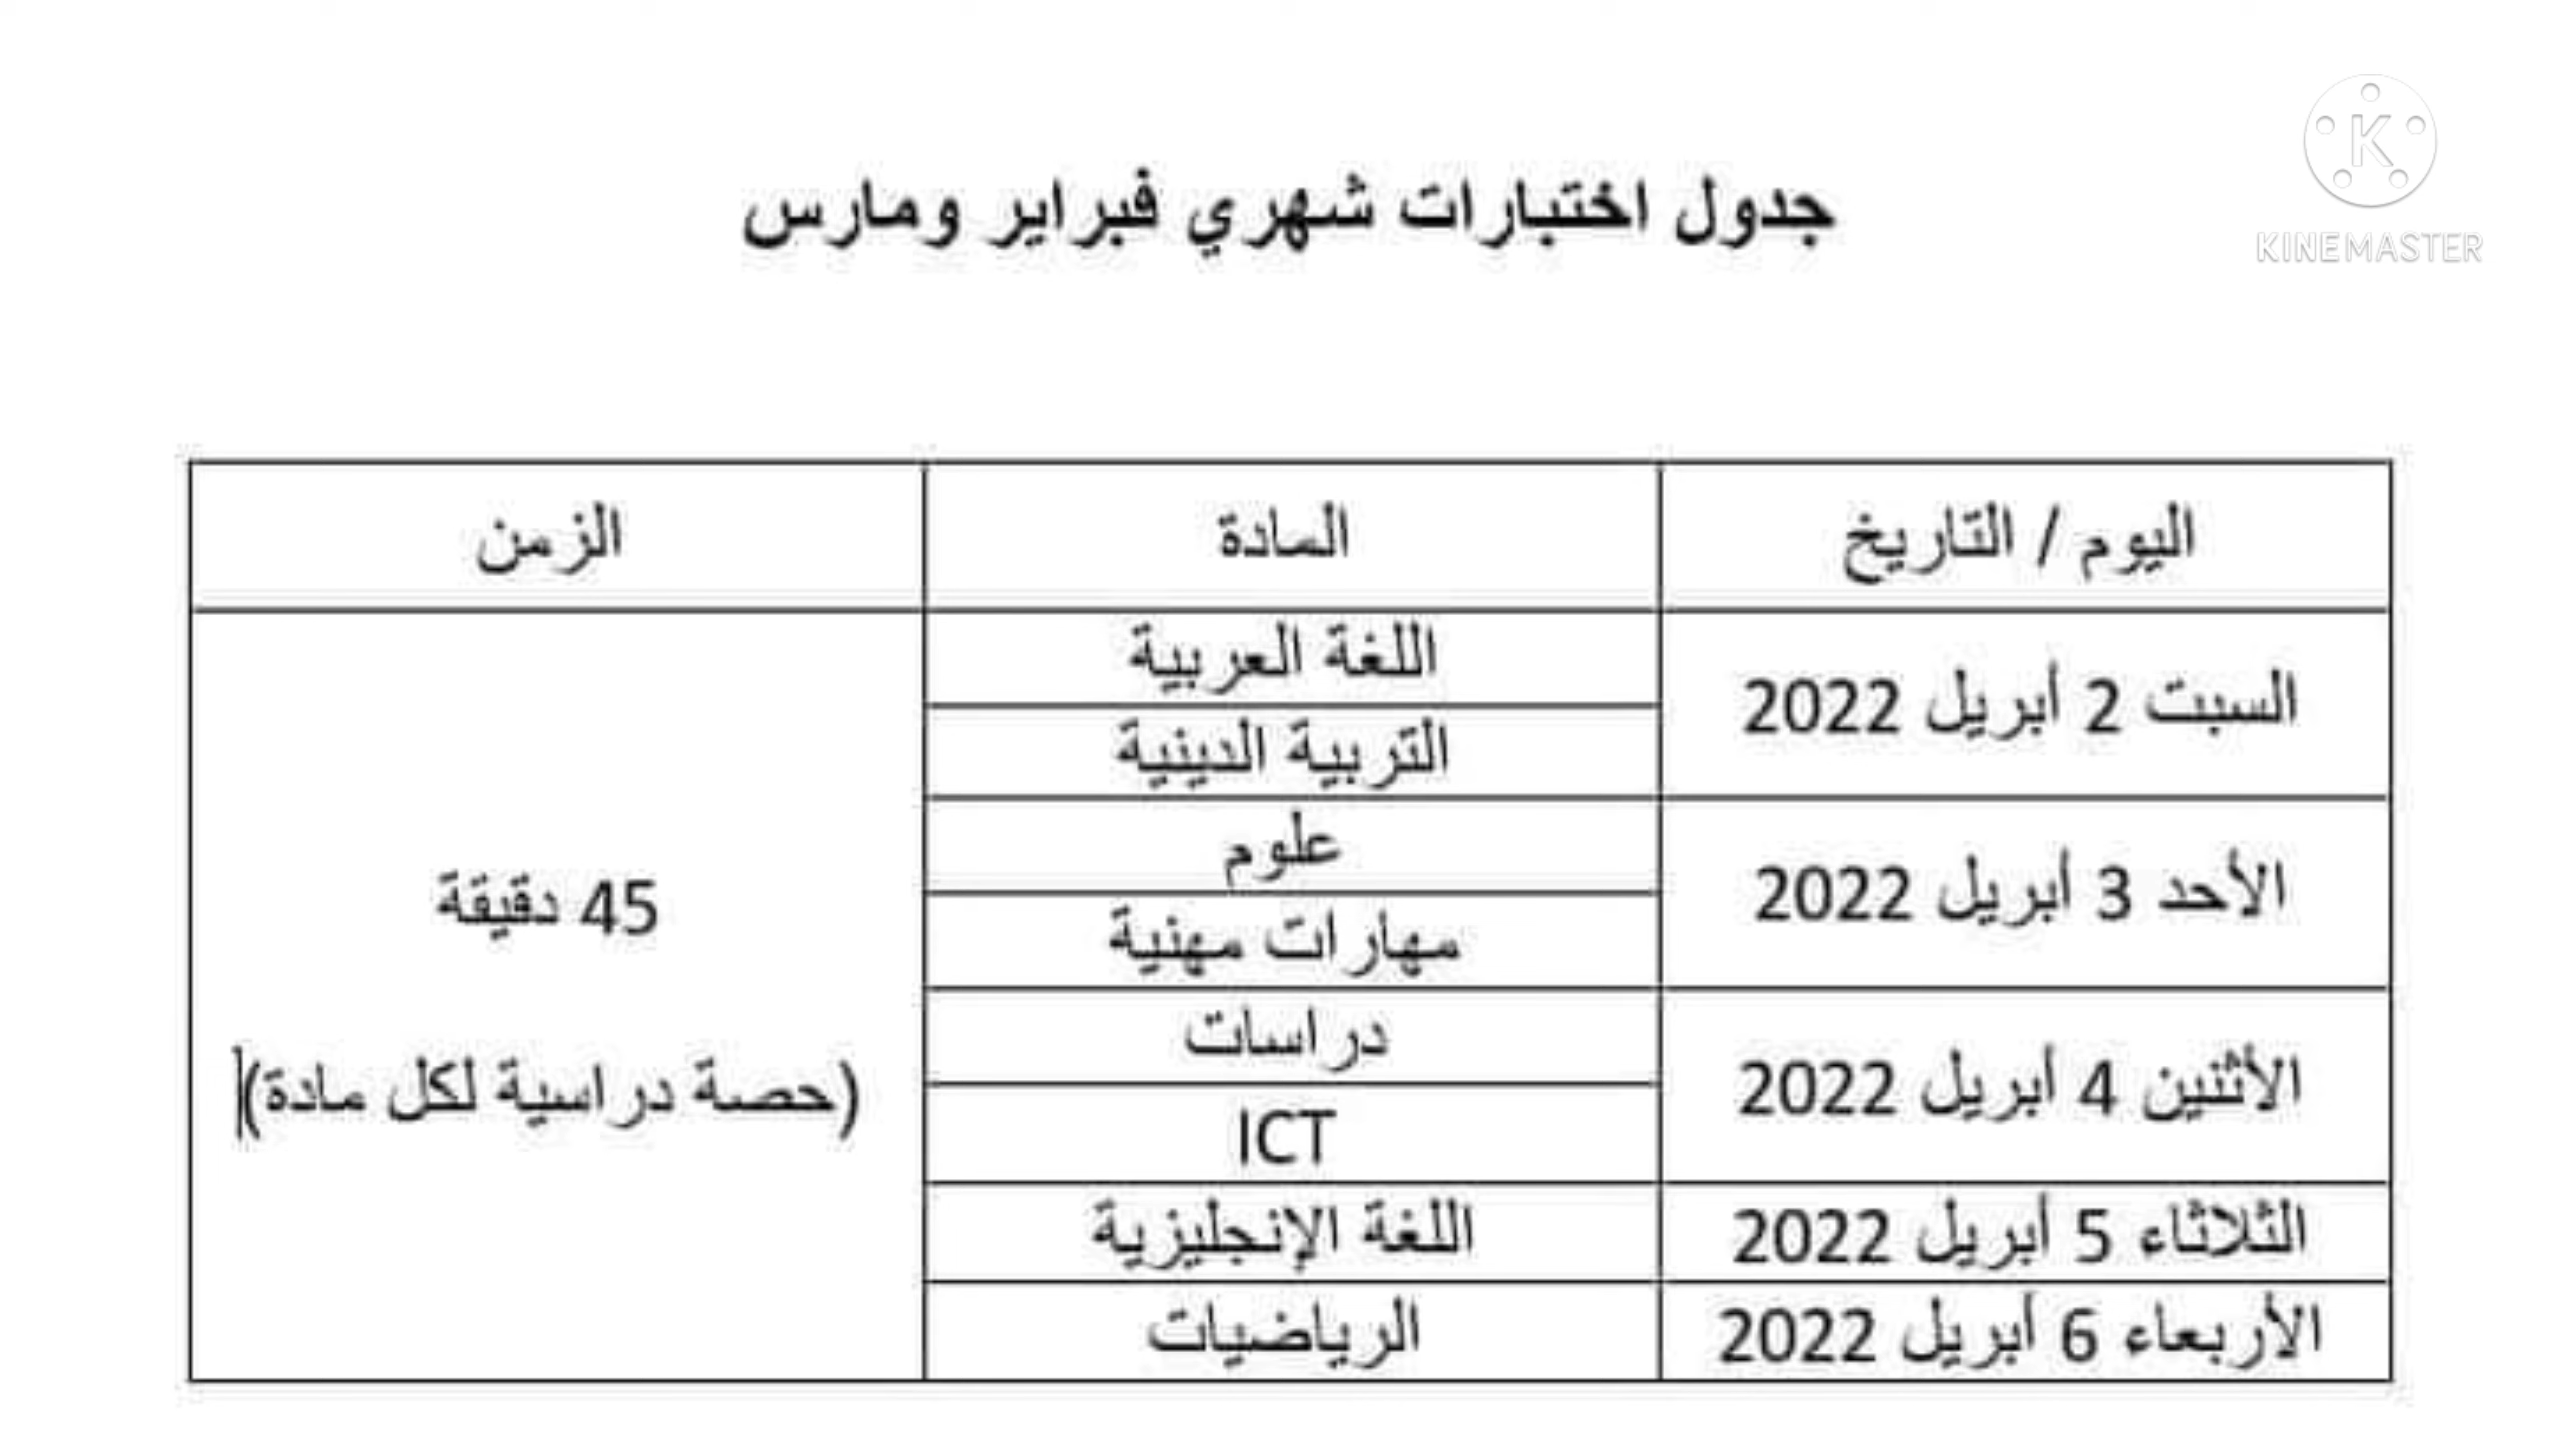 K
KINEMASTER
جدول اختبارات شهري فبراير ومارس
اليوم / التاريخ
المادة
الزمن
السبت 2 أبريل 2022
اللغة العربية
التربية الدينية
الأحد 3 أبريل 2022
علوم
مهارات مهنية
الأثنين 4 أبريل 2022
دراسات
ICT
الثلاثاء 5 أبريل 2022
اللغة الإنجليزية
الأربعاء 6 أبريل 2022
الرياضيات
45 دقيقة
(حصة دراسية لكل مادة)